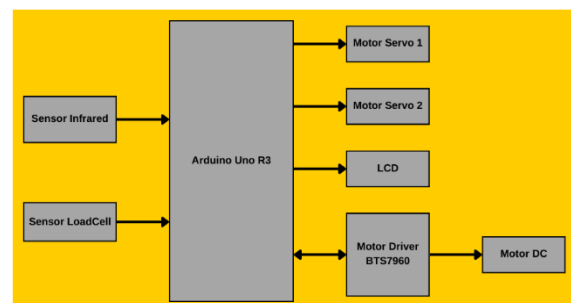 Motor Servo 1
Sensor Infrared
Motor Servo 2
Arduino Uno R3
LCD
Sensor LoadCell
Motor Driver
BTS7960
Motor DC